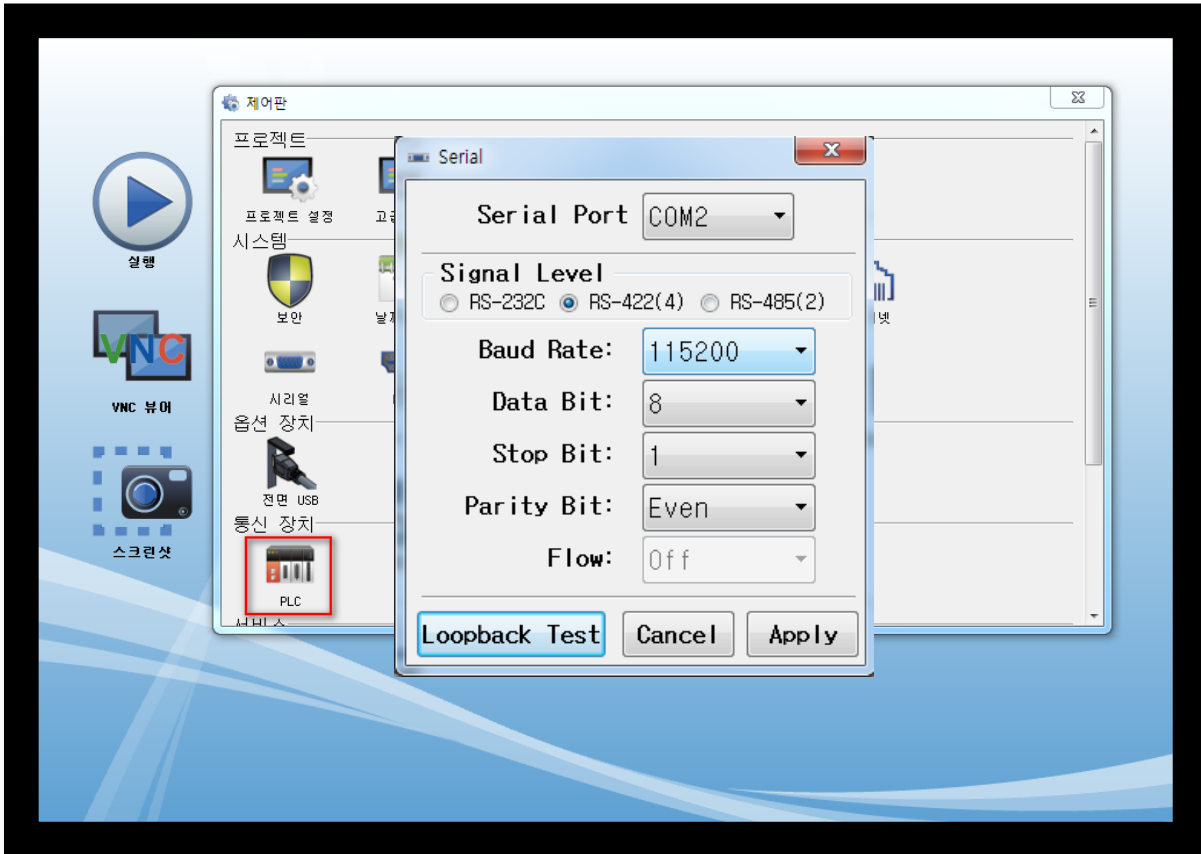 제어판
프로젝트
프로젝트 설정
시스템
보안
시리얼
옵션 장치
전면 USB
통신 장치
PLC
실행
VNC
VNC 뷰어
스크린샷
Serial
Serial Port COM2
Signal Level
RS-232C RS-422(4) RS-485(2)
Baud Rate: 115200
Data Bit: 8
Stop Bit: 1
Parity Bit: Even
Flow: Off
Loopback Test Cancel Apply